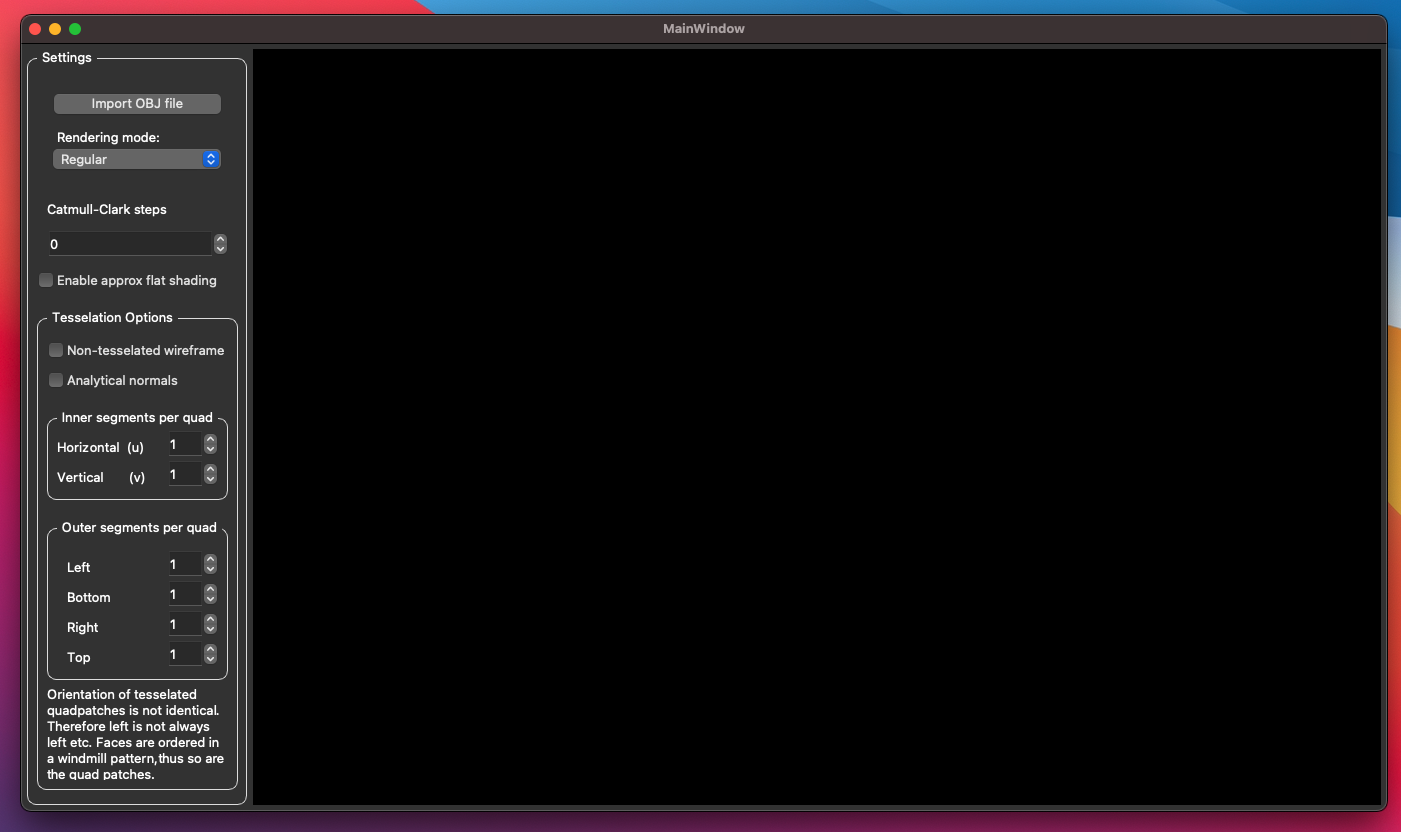 MainWindow
Settings
Import OBJ file
Rendering mode:
Regular
Catmull-Clark steps
0
Enable approx flat shading
Tesselation Options
Non-tesselated wireframe
Analytical normals
Inner segments per quad
Horizontal (u) 1
Vertical (v) 1
Outer segments per quad
Left 1
Bottom 1
Right 1
Top 1
Orientation of tesselated
quadpatches is not identical.
Therefore left is not always
left etc. Faces are ordered in
a windmill pattern,thus so are
the quad patches.